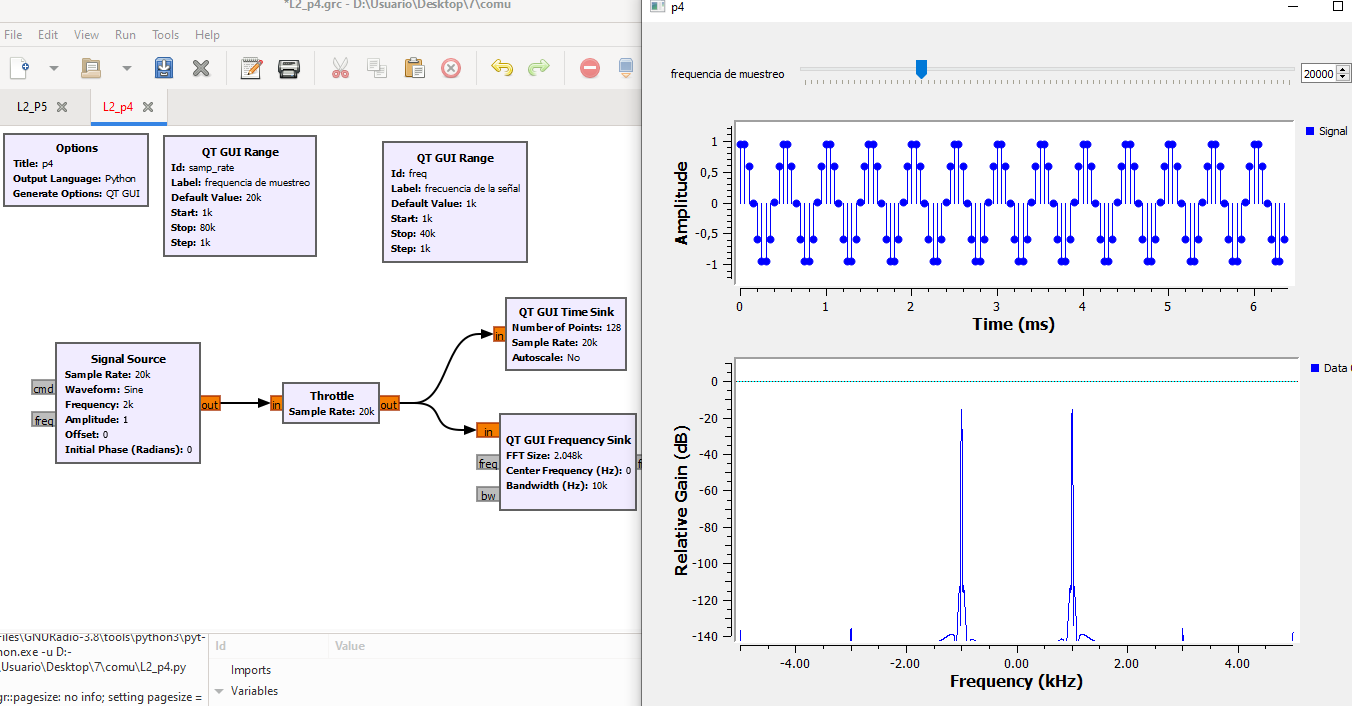 *L2_p4.grc - D:\Usuario\Desktop\7\comu
File Edit View Run Tools Help
L2_P5
L2_p4
Options
Title: p4
Output Language: Python
Generate Options: QT GUI
QT GUI Range
Id: samp_rate
Label: frequencia de muestreo
Default Value: 20k
Start: 1k
Stop: 80k
Step: 1k
QT GUI Range
Id: freq
Label: frecuencia de la señal
Default Value: 1k
Start: 1k
Stop: 40k
Step: 1k
Signal Source
Sample Rate: 20k
Waveform: Sine
Frequency: 2k
Amplitude: 1
Offset: 0
Initial Phase (Radians): 0
cmd
freq
out
in
Throttle
Sample Rate: 20k
out
in
QT GUI Time Sink
Number of Points: 128
Sample Rate: 20k
Autoscale: No
in
freq
bw
QT GUI Frequency Sink
FFT Size: 2.048k
Center Frequency (Hz): 0
Bandwidth (Hz): 10k
f
Files\GNURadio-3.8\tools\python3\pyt-
hon.exe -u D:-
\Usuario\Desktop\7\comu\L2_p4.py
gr::pagesize: no info; setting pagesize =
Id Value
Imports
Variables
p4
frequencia de muestreo
20000
Amplitude
1
0,5
0
-0,5
-1
0 1 2 3 4 5 6
Time (ms)
Signal
Relative Gain (dB)
0
-20
-40
-60
-80
-100
-120
-140
-4.00 -2.00 0.00 2.00 4.00
Frequency (kHz)
Data